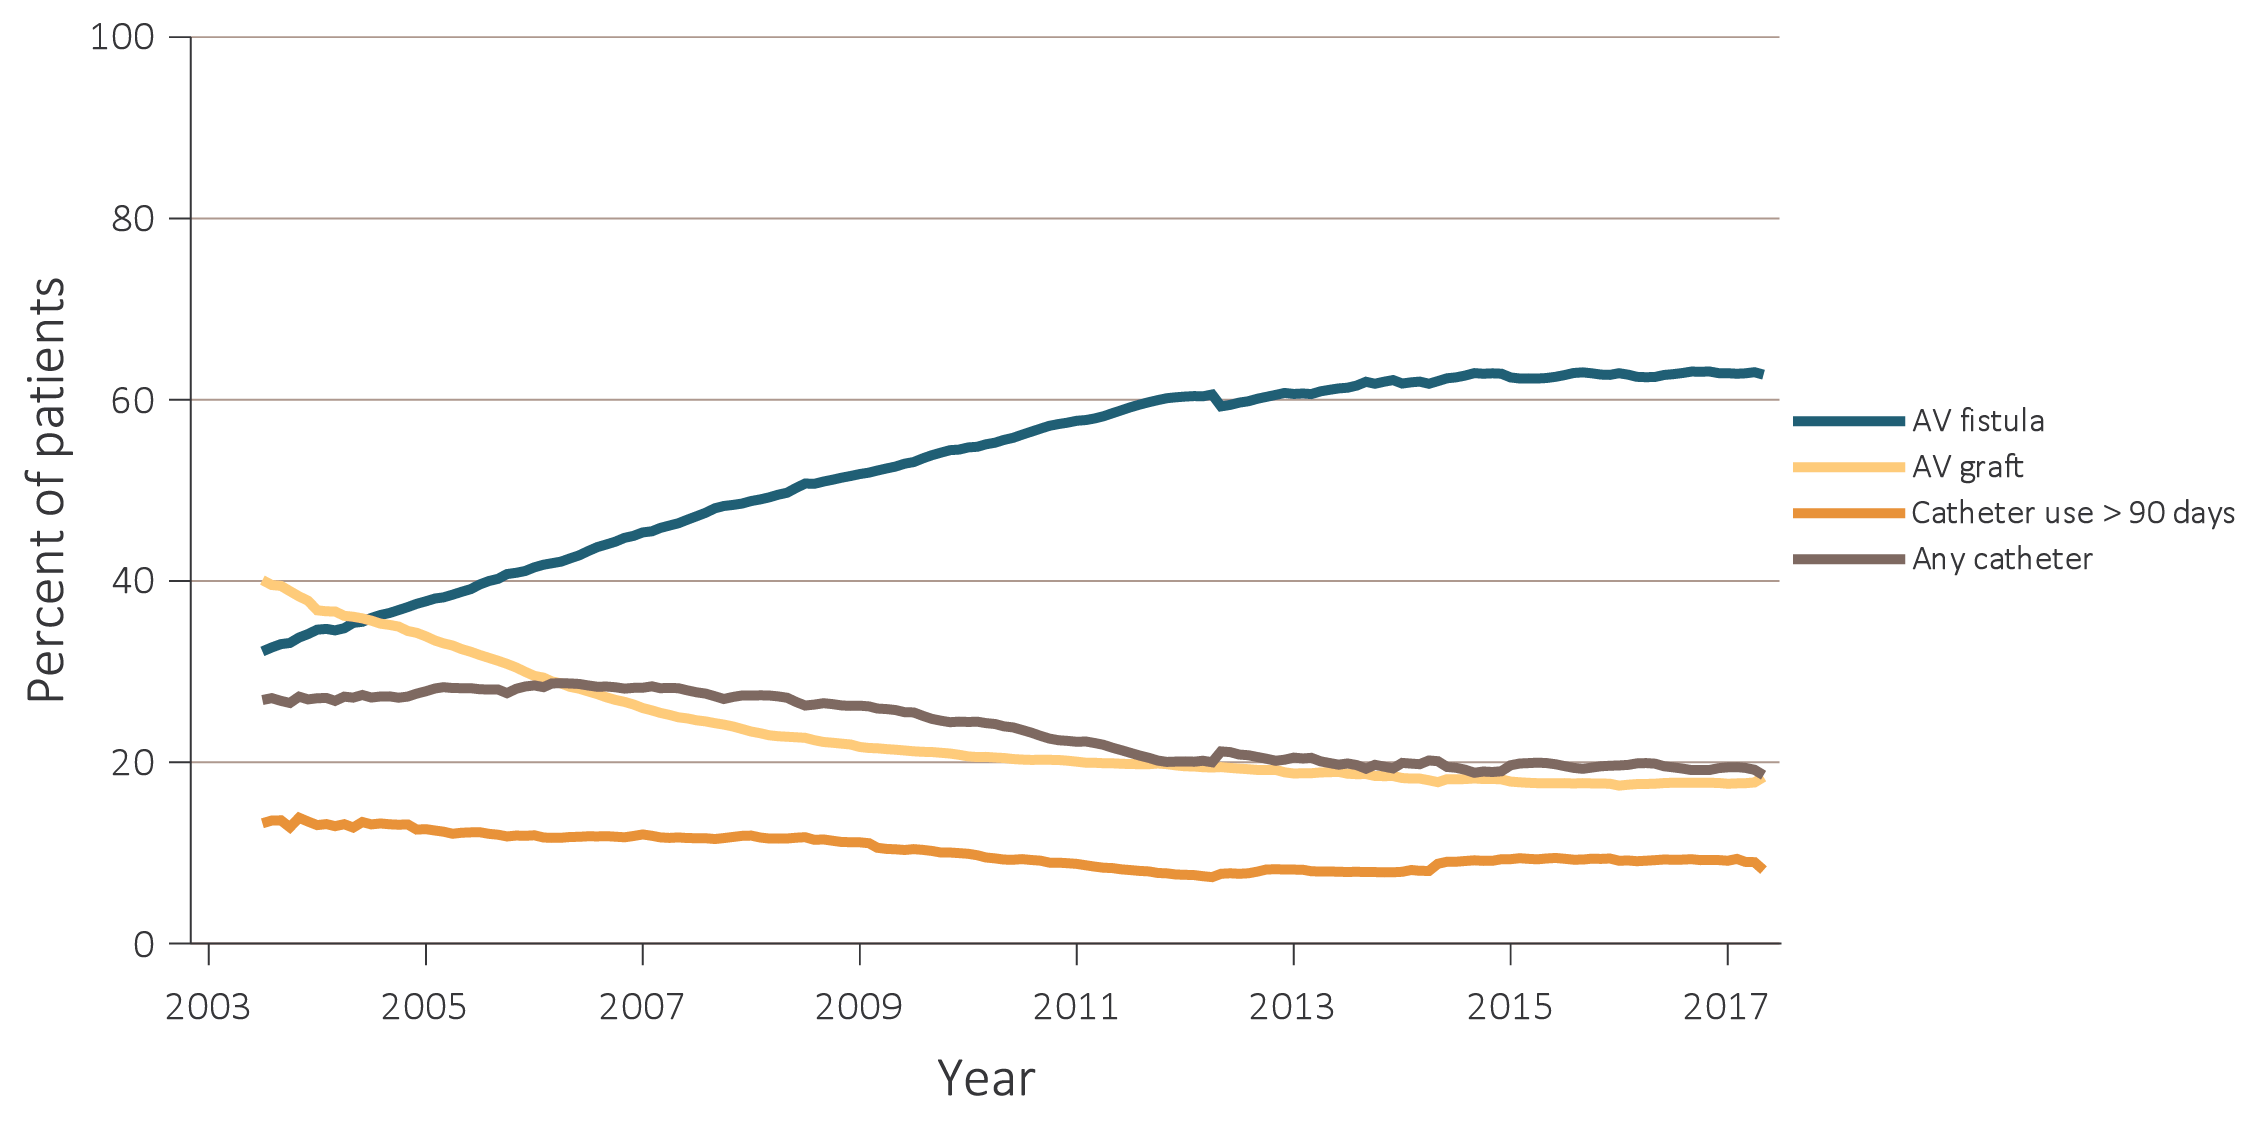 Percent of patients
100
80
60
40
20
0
2003 2005 2007 2009 2011 2013 2015 2017
Year
AV fistula
AV graft
Catheter use > 90 days
Any catheter